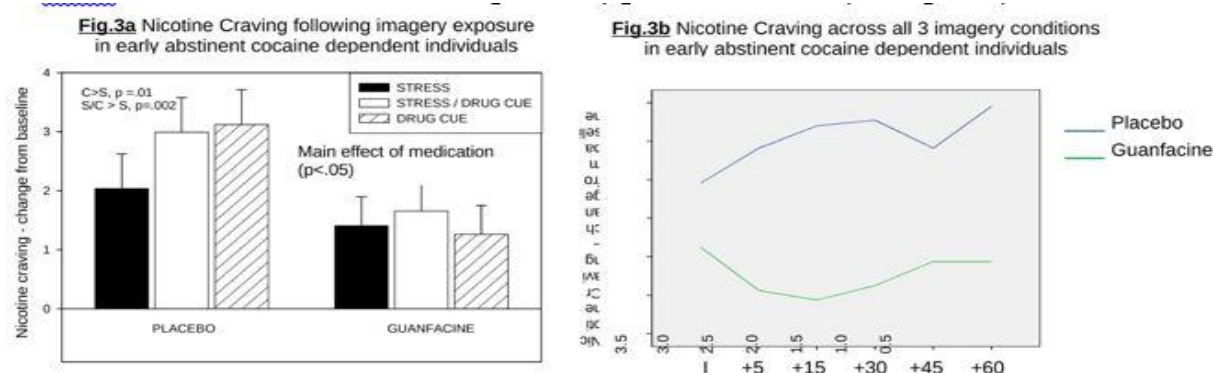 Fig.3a Nicotine Craving following imagery exposure
in early abstinent cocaine dependent individuals
Nicotine craving - change from baseline
4
3
2
1
0
C>S, p =.01
S/C > S, p=.002
STRESS
STRESS / DRUG CUE
DRUG CUE
Main effect of medication
(p<.05)
PLACEBO
GUANFACINE
Fig.3b Nicotine Craving across all 3 imagery conditions
in early abstinent cocaine dependent individuals
Placebo
Guanfacine
3.5
3.0
2.5
2.0
1.5
1.0
0.5
I
+5
+15
+30
+45
+60